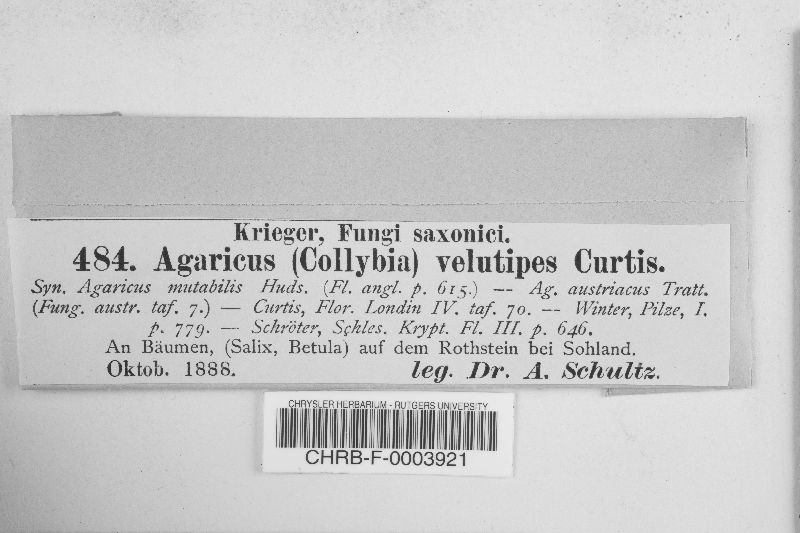 Krieger, Fungi saxonici.
484. Agaricus (Collybia) velutipes Curtis.
Syn. Agaricus mutabilis Huds. (Fl. angl. p. 615.) — Ag. austriacus Tratt.
(Fung. austr. taf. 7.) — Curtis, Flor. Londin IV. taf. 70. — Winter, Pilze, I.
p. 779. — Schröter, Schles. Krypt. Fl. III. p. 646.
An Bäumen, (Salix, Betula) auf dem Rothstein bei Sohland.
Oktob. 1888. leg. Dr. A. Schultz.
CHRYSLER HERBARIUM - RUTGERS UNIVERSITY
CHRB-F-0003921